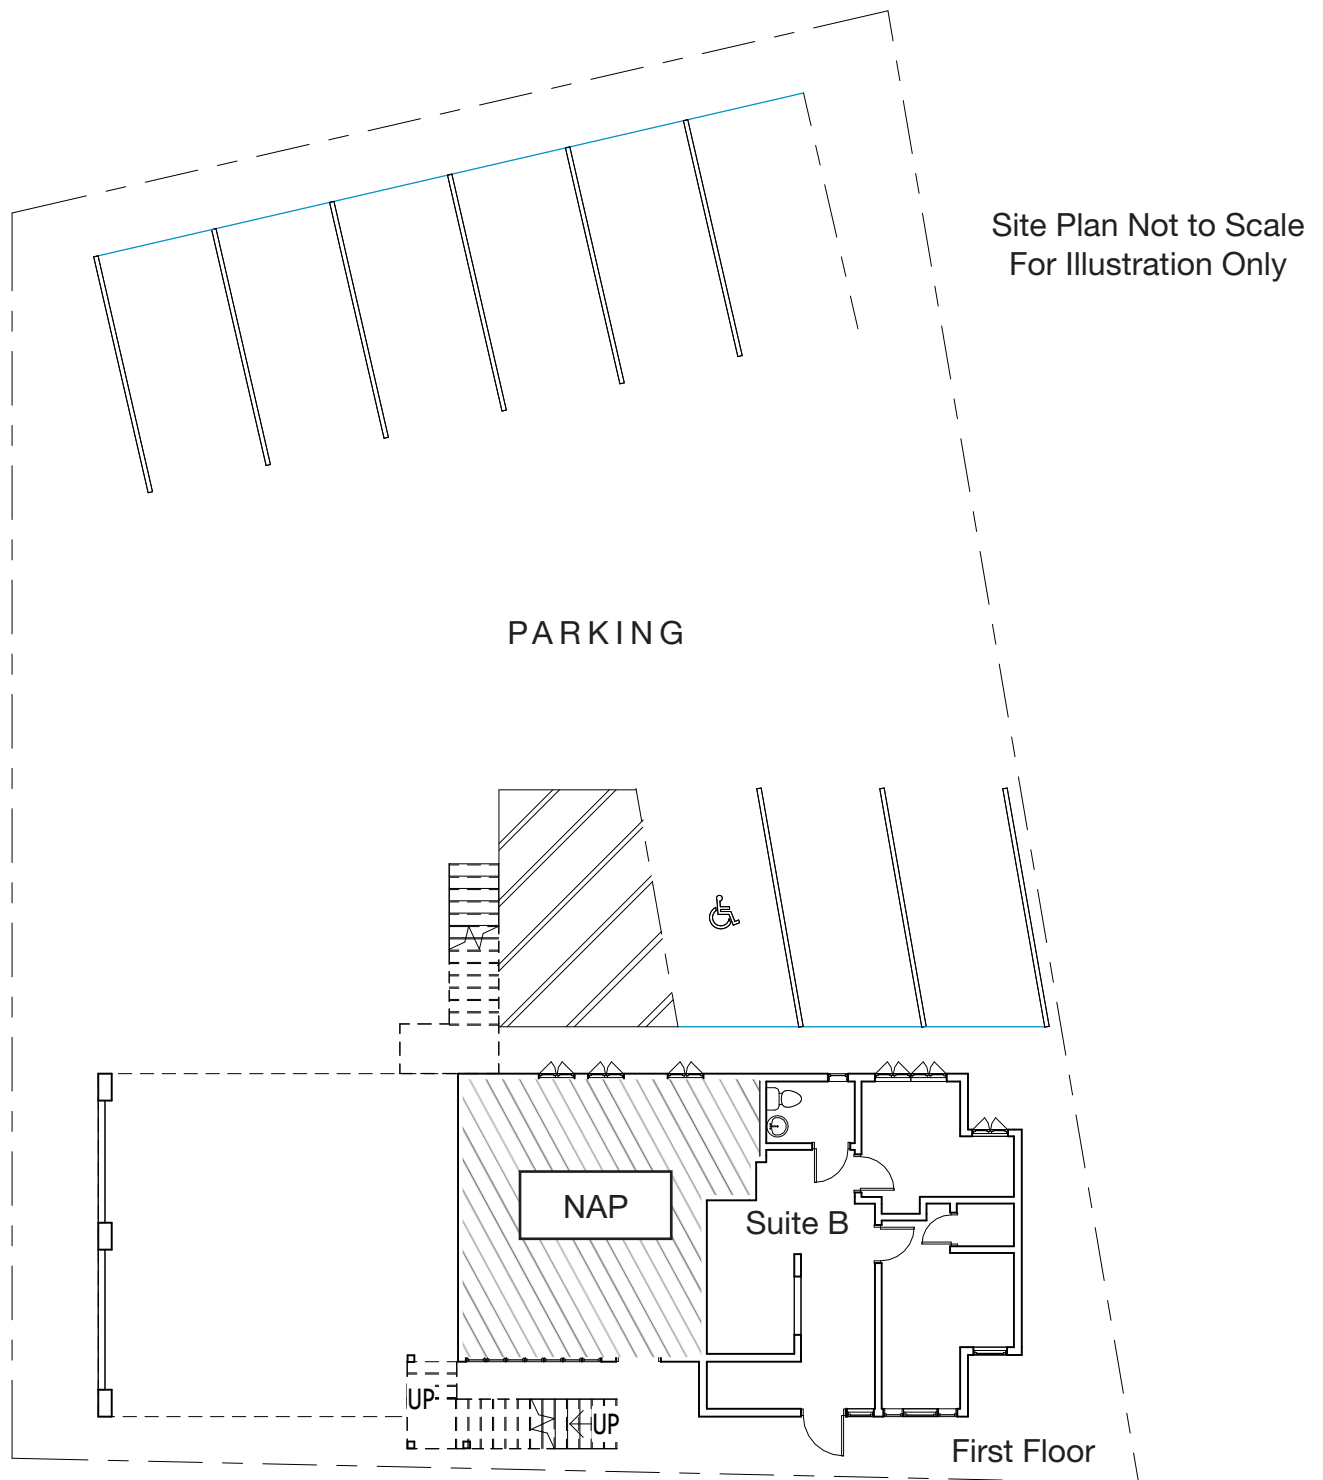 Site Plan Not to Scale
For Illustration Only
PARKING
NAP
Suite B
UP
UP
First Floor